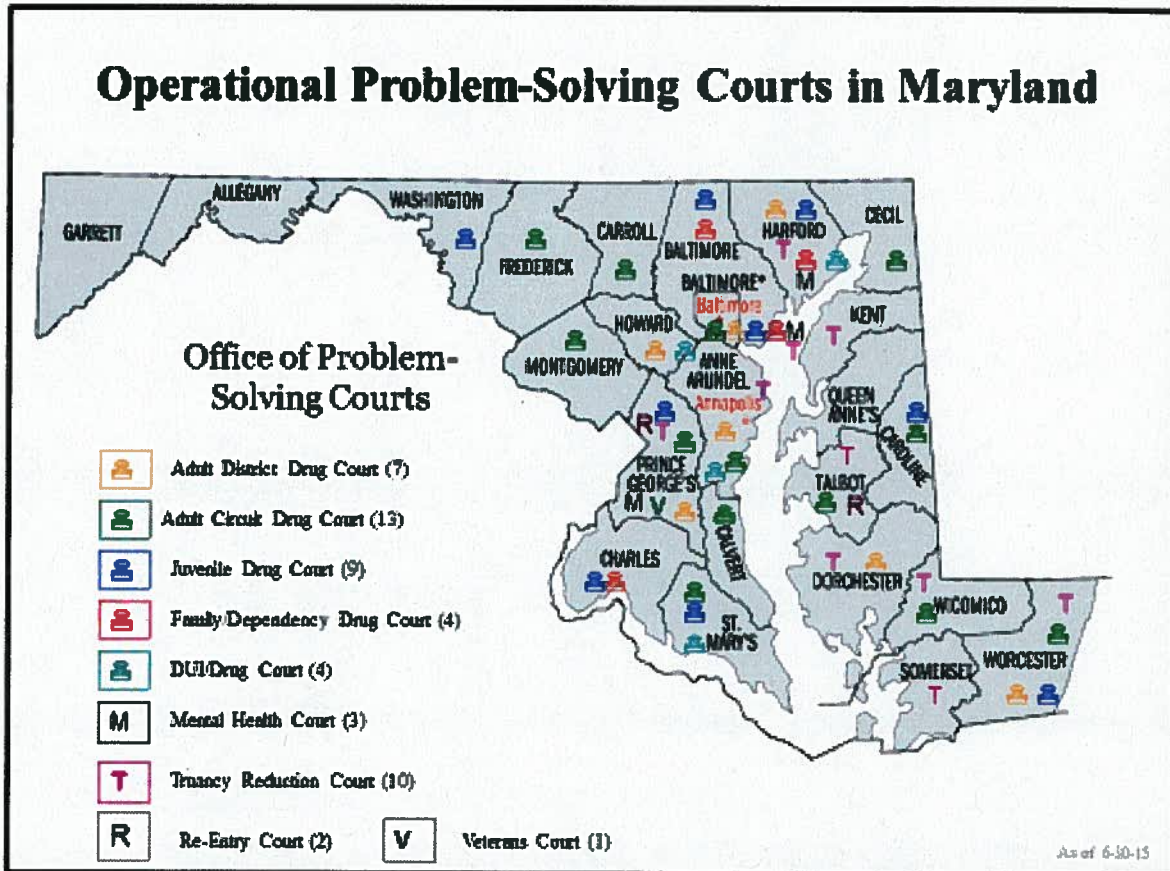 Operational Problem-Solving Courts in Maryland
GARRETT
ALLEGANY
WASHINGTON
FREDERICK
CARROLL
BALTIMORE
HARFORD
T
M
CECIL
BALTIMORE*
Baltimore
M
T
HOWARD
MONTGOMERY
ANNE
ARUNDEL
T
Annapolis
KENT
T
QUEEN
ANNE'S
CAROLINE
R T
PRINCE
GEORGE'S
M V
T
TALBOT
R
CALVERT
CHARLES
ST.
MARY'S
T
DORCHESTER
T
WICOMICO
T
WORCESTER
SOMERSET
T
Office of Problem-
Solving Courts
Adult District Drug Court (7)
Adult Circuit Drug Court (13)
Juvenile Drug Court (9)
Family/Dependency Drug Court (4)
DUI/Drug Court (4)
M Mental Health Court (3)
T Truancy Reduction Court (10)
R Re-Entry Court (2) V Veterans Court (1)
As of 6-30-15